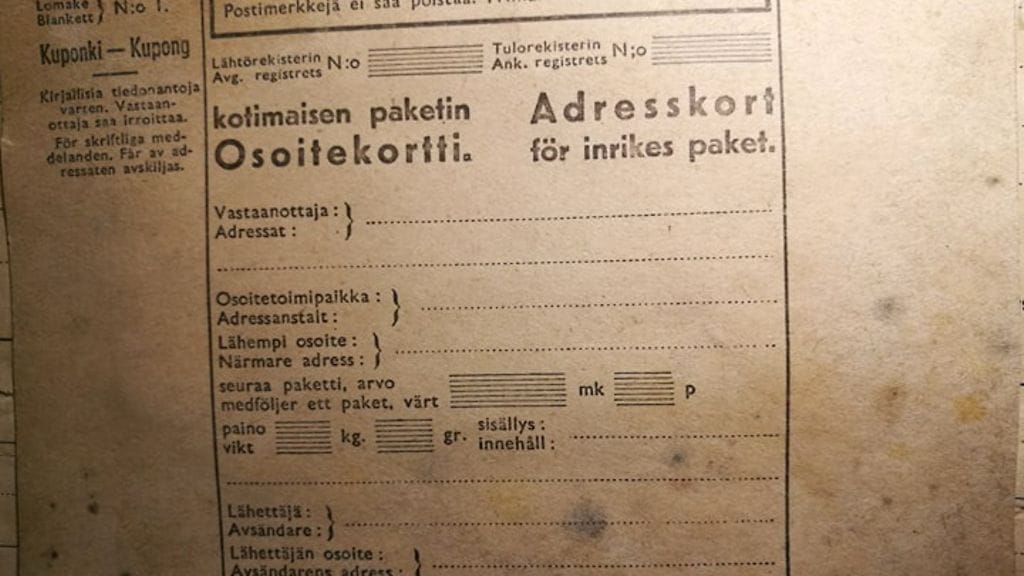 Lomake
Blankett } N:o 1.
Kuponki — Kupong
Kirjallisia tiedonantoja
varten. Vastaan-
ottaja saa irroittaa.
För skriftliga med-
delanden. Får av ad-
ressaten avskiljas.
Postimerkkejä ei saa poistaa.
Lähtörekisterin
Avg. registrets N:o
Tulorekisterin
Ank. registrets N;o
kotimaisen paketin
Osoitekortti.
Adresskort
för inrikes paket.
Vastaanottaja :
Adressat : }
Osoitetoimipaikka :
Adressanstalt : }
Lähempi osoite :
Närmare adress : }
seuraa paketti, arvo
medföljer ett paket, värt mk p
paino
vikt kg. gr.
sisällys :
innehåll :
Lähettäjä :
Avsändare : }
Lähettäjän osoite :
Avsändarens adress : }